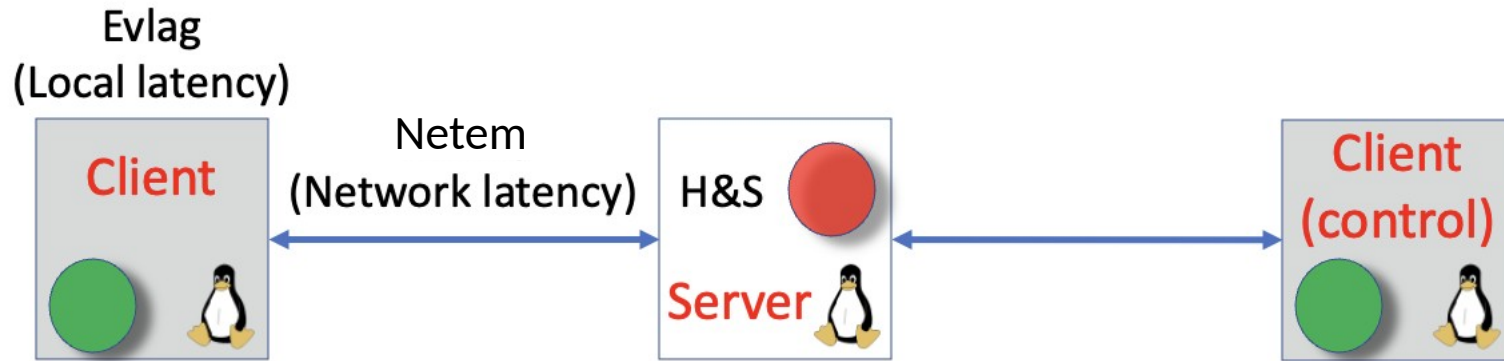 Evlag
(Local latency)
Client
Netem
(Network latency)
H&S
Server
Client
(control)